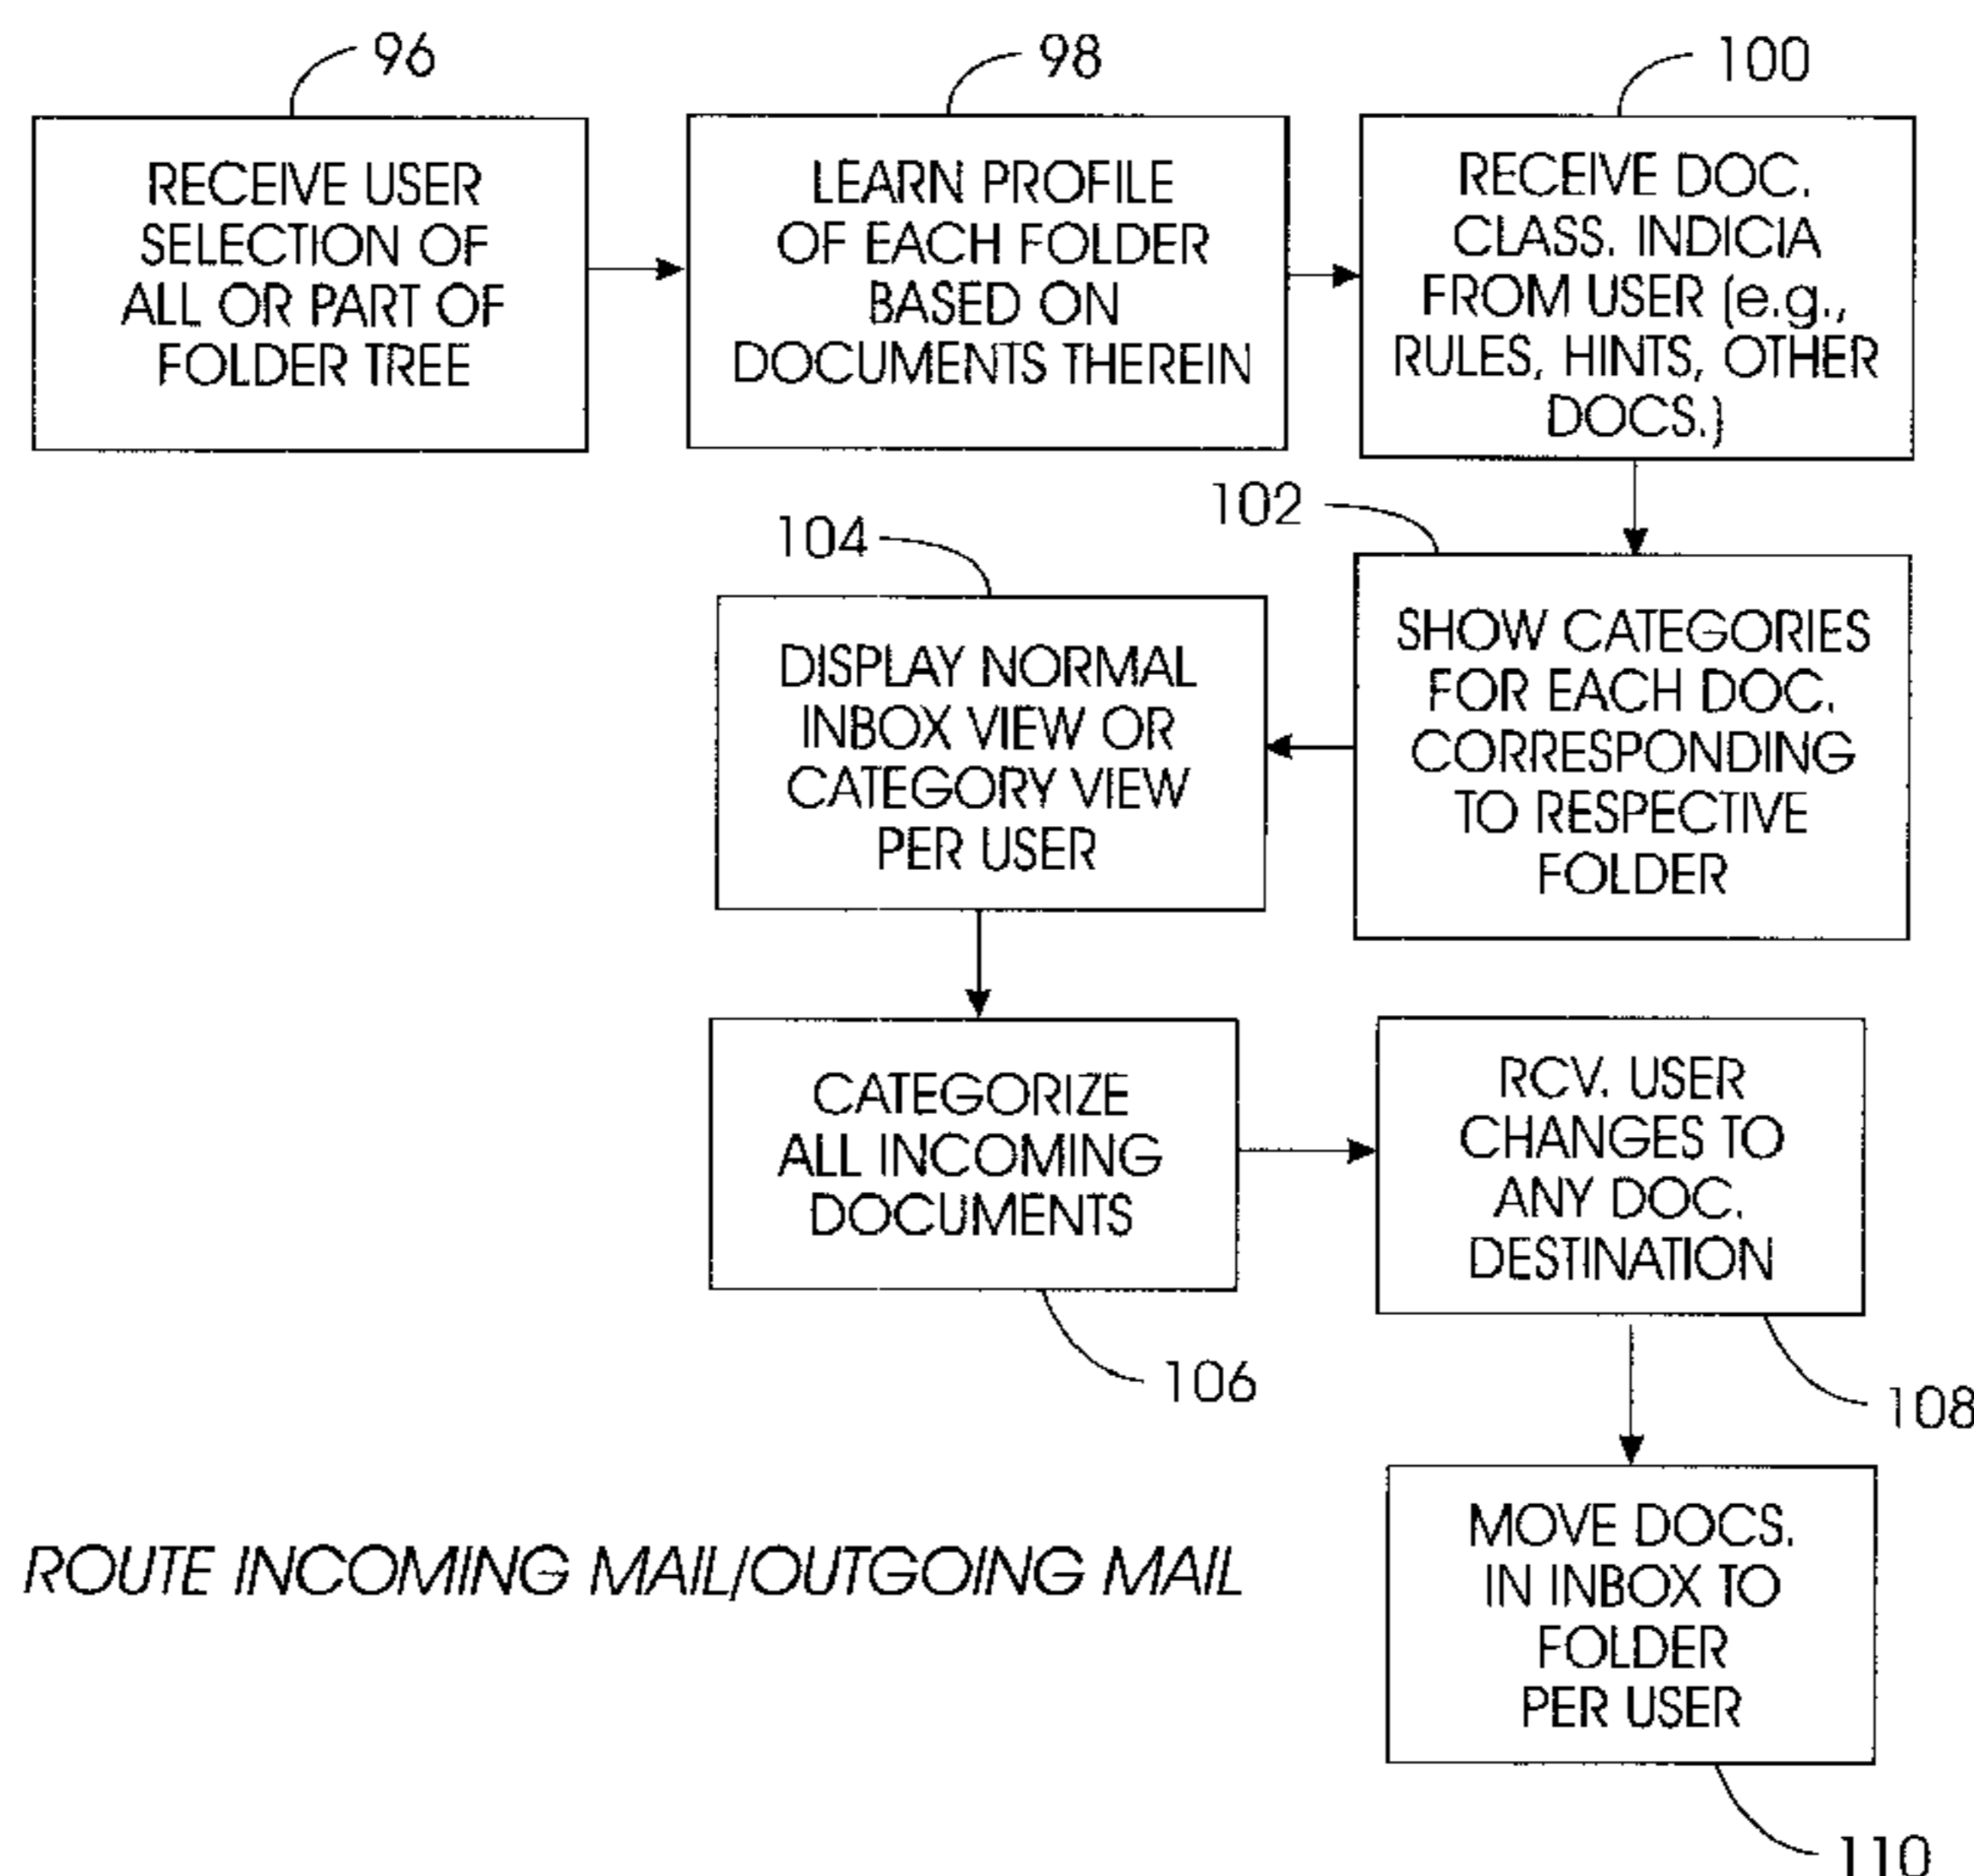 96
RECEIVE USER
SELECTION OF
ALL OR PART OF
FOLDER TREE
98
LEARN PROFILE
OF EACH FOLDER
BASED ON
DOCUMENTS THEREIN
100
RECEIVE DOC.
CLASS. INDICIA
FROM USER (e.g.,
RULES, HINTS, OTHER
DOCS.)
102
SHOW CATEGORIES
FOR EACH DOC.
CORRESPONDING
TO RESPECTIVE
FOLDER
104
DISPLAY NORMAL
INBOX VIEW OR
CATEGORY VIEW
PER USER
CATEGORIZE
ALL INCOMING
DOCUMENTS
106
RCV. USER
CHANGES TO
ANY DOC.
DESTINATION
108
MOVE DOCS.
IN INBOX TO
FOLDER
PER USER
110
ROUTE INCOMING MAIL/OUTGOING MAIL